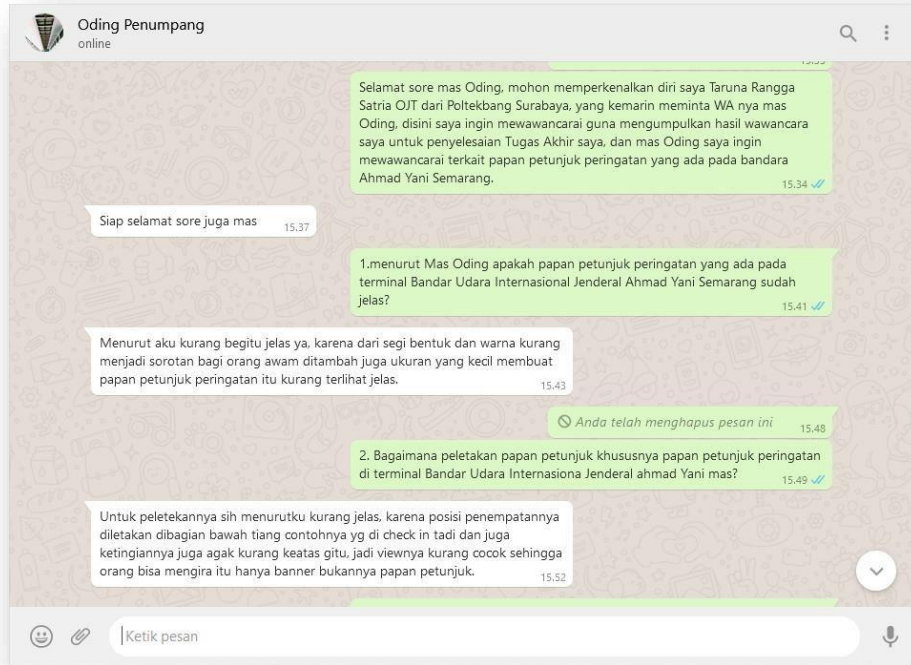 Oding Penumpang
online
Selamat sore mas Oding, mohon memperkenalkan diri saya Taruna Rangga
Satria OJT dari Poltekbang Surabaya, yang kemarin meminta WA nya mas
Oding, disini saya ingin mewawancarai guna mengumpulkan hasil wawancara
saya untuk penyelesaian Tugas Akhir saya, dan mas Oding saya ingin
mewawancarai terkait papan petunjuk peringatan yang ada pada bandara
Ahmad Yani Semarang.
15.34
Siap selamat sore juga mas
15.37
1.menurut Mas Oding apakah papan petunjuk peringatan yang ada pada
terminal Bandar Udara Internasional Jenderal Ahmad Yani Semarang sudah
jelas?
15.41
Menurut aku kurang begitu jelas ya, karena dari segi bentuk dan warna kurang
menjadi sorotan bagi orang awam ditambah juga ukuran yang kecil membuat
papan petunjuk peringatan itu kurang terlihat jelas.
15.43
Anda telah menghapus pesan ini
15.48
2. Bagaimana peletakan papan petunjuk khususnya papan petunjuk peringatan
di terminal Bandar Udara Internasiona Jenderal ahmad Yani mas?
15.49
Untuk peletekannya sih menurutku kurang jelas, karena posisi penempatannya
diletakan dibagian bawah tiang contohnya yg di check in tadi dan juga
ketingiannya juga agak kurang keatas gitu, jadi viewnya kurang cocok sehingga
orang bisa mengira itu hanya banner bukannya papan petunjuk.
15.52
Ketik pesan